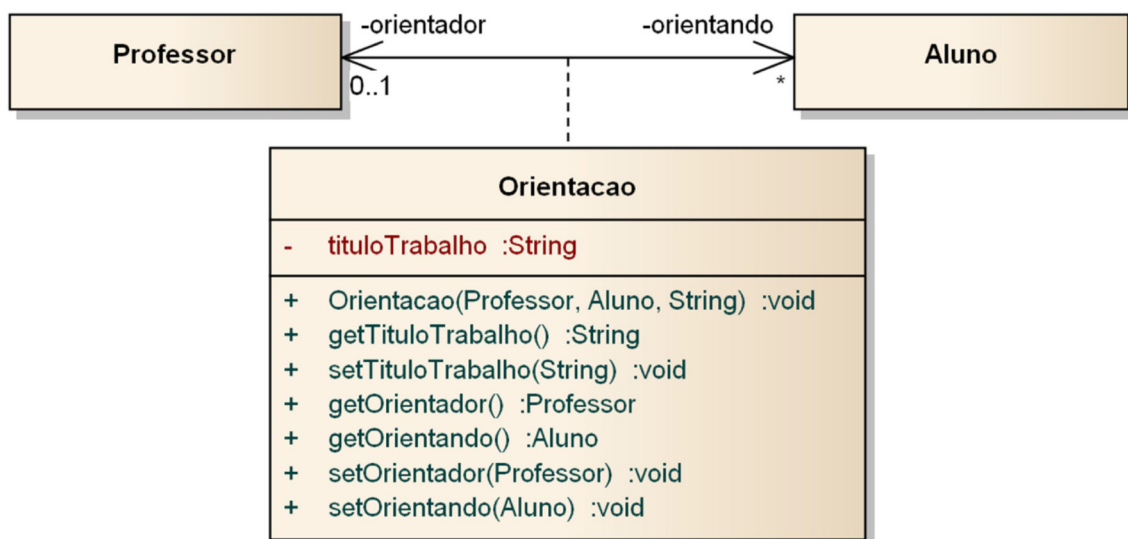 -orientador -orientando
Professor Aluno
0..1 *
Orientacao
- tituloTrabalho :String
+ Orientacao(Professor, Aluno, String) :void
+ getTituloTrabalho() :String
+ setTituloTrabalho(String) :void
+ getOrientador() :Professor
+ getOrientando() :Aluno
+ setOrientador(Professor) :void
+ setOrientando(Aluno) :void